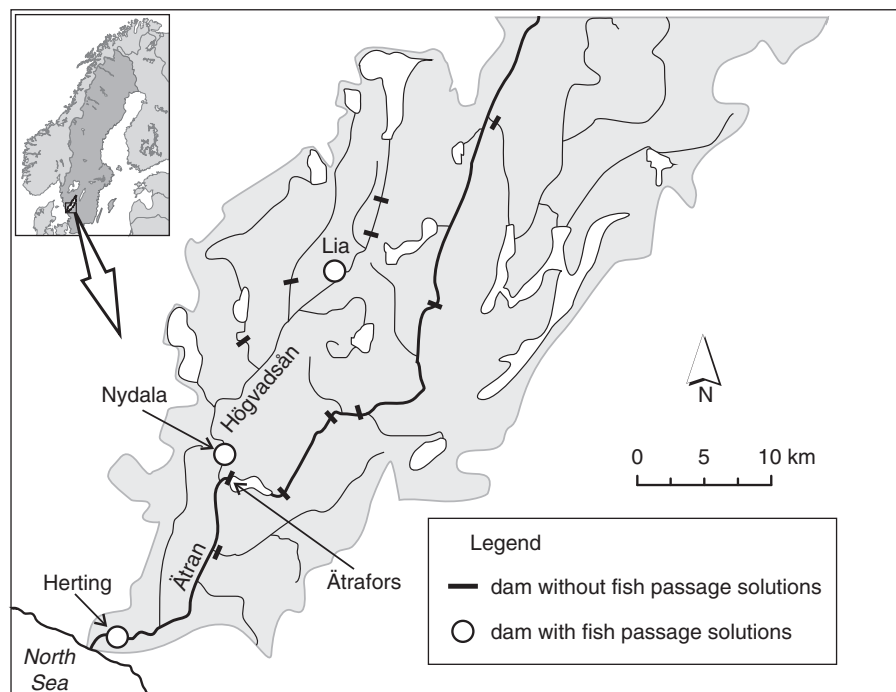 Lia
Högvadsån
Nydala
N
0 5 10 km
Ätran
Ätrafors
Herting
North
Sea
Legend
dam without fish passage solutions
dam with fish passage solutions